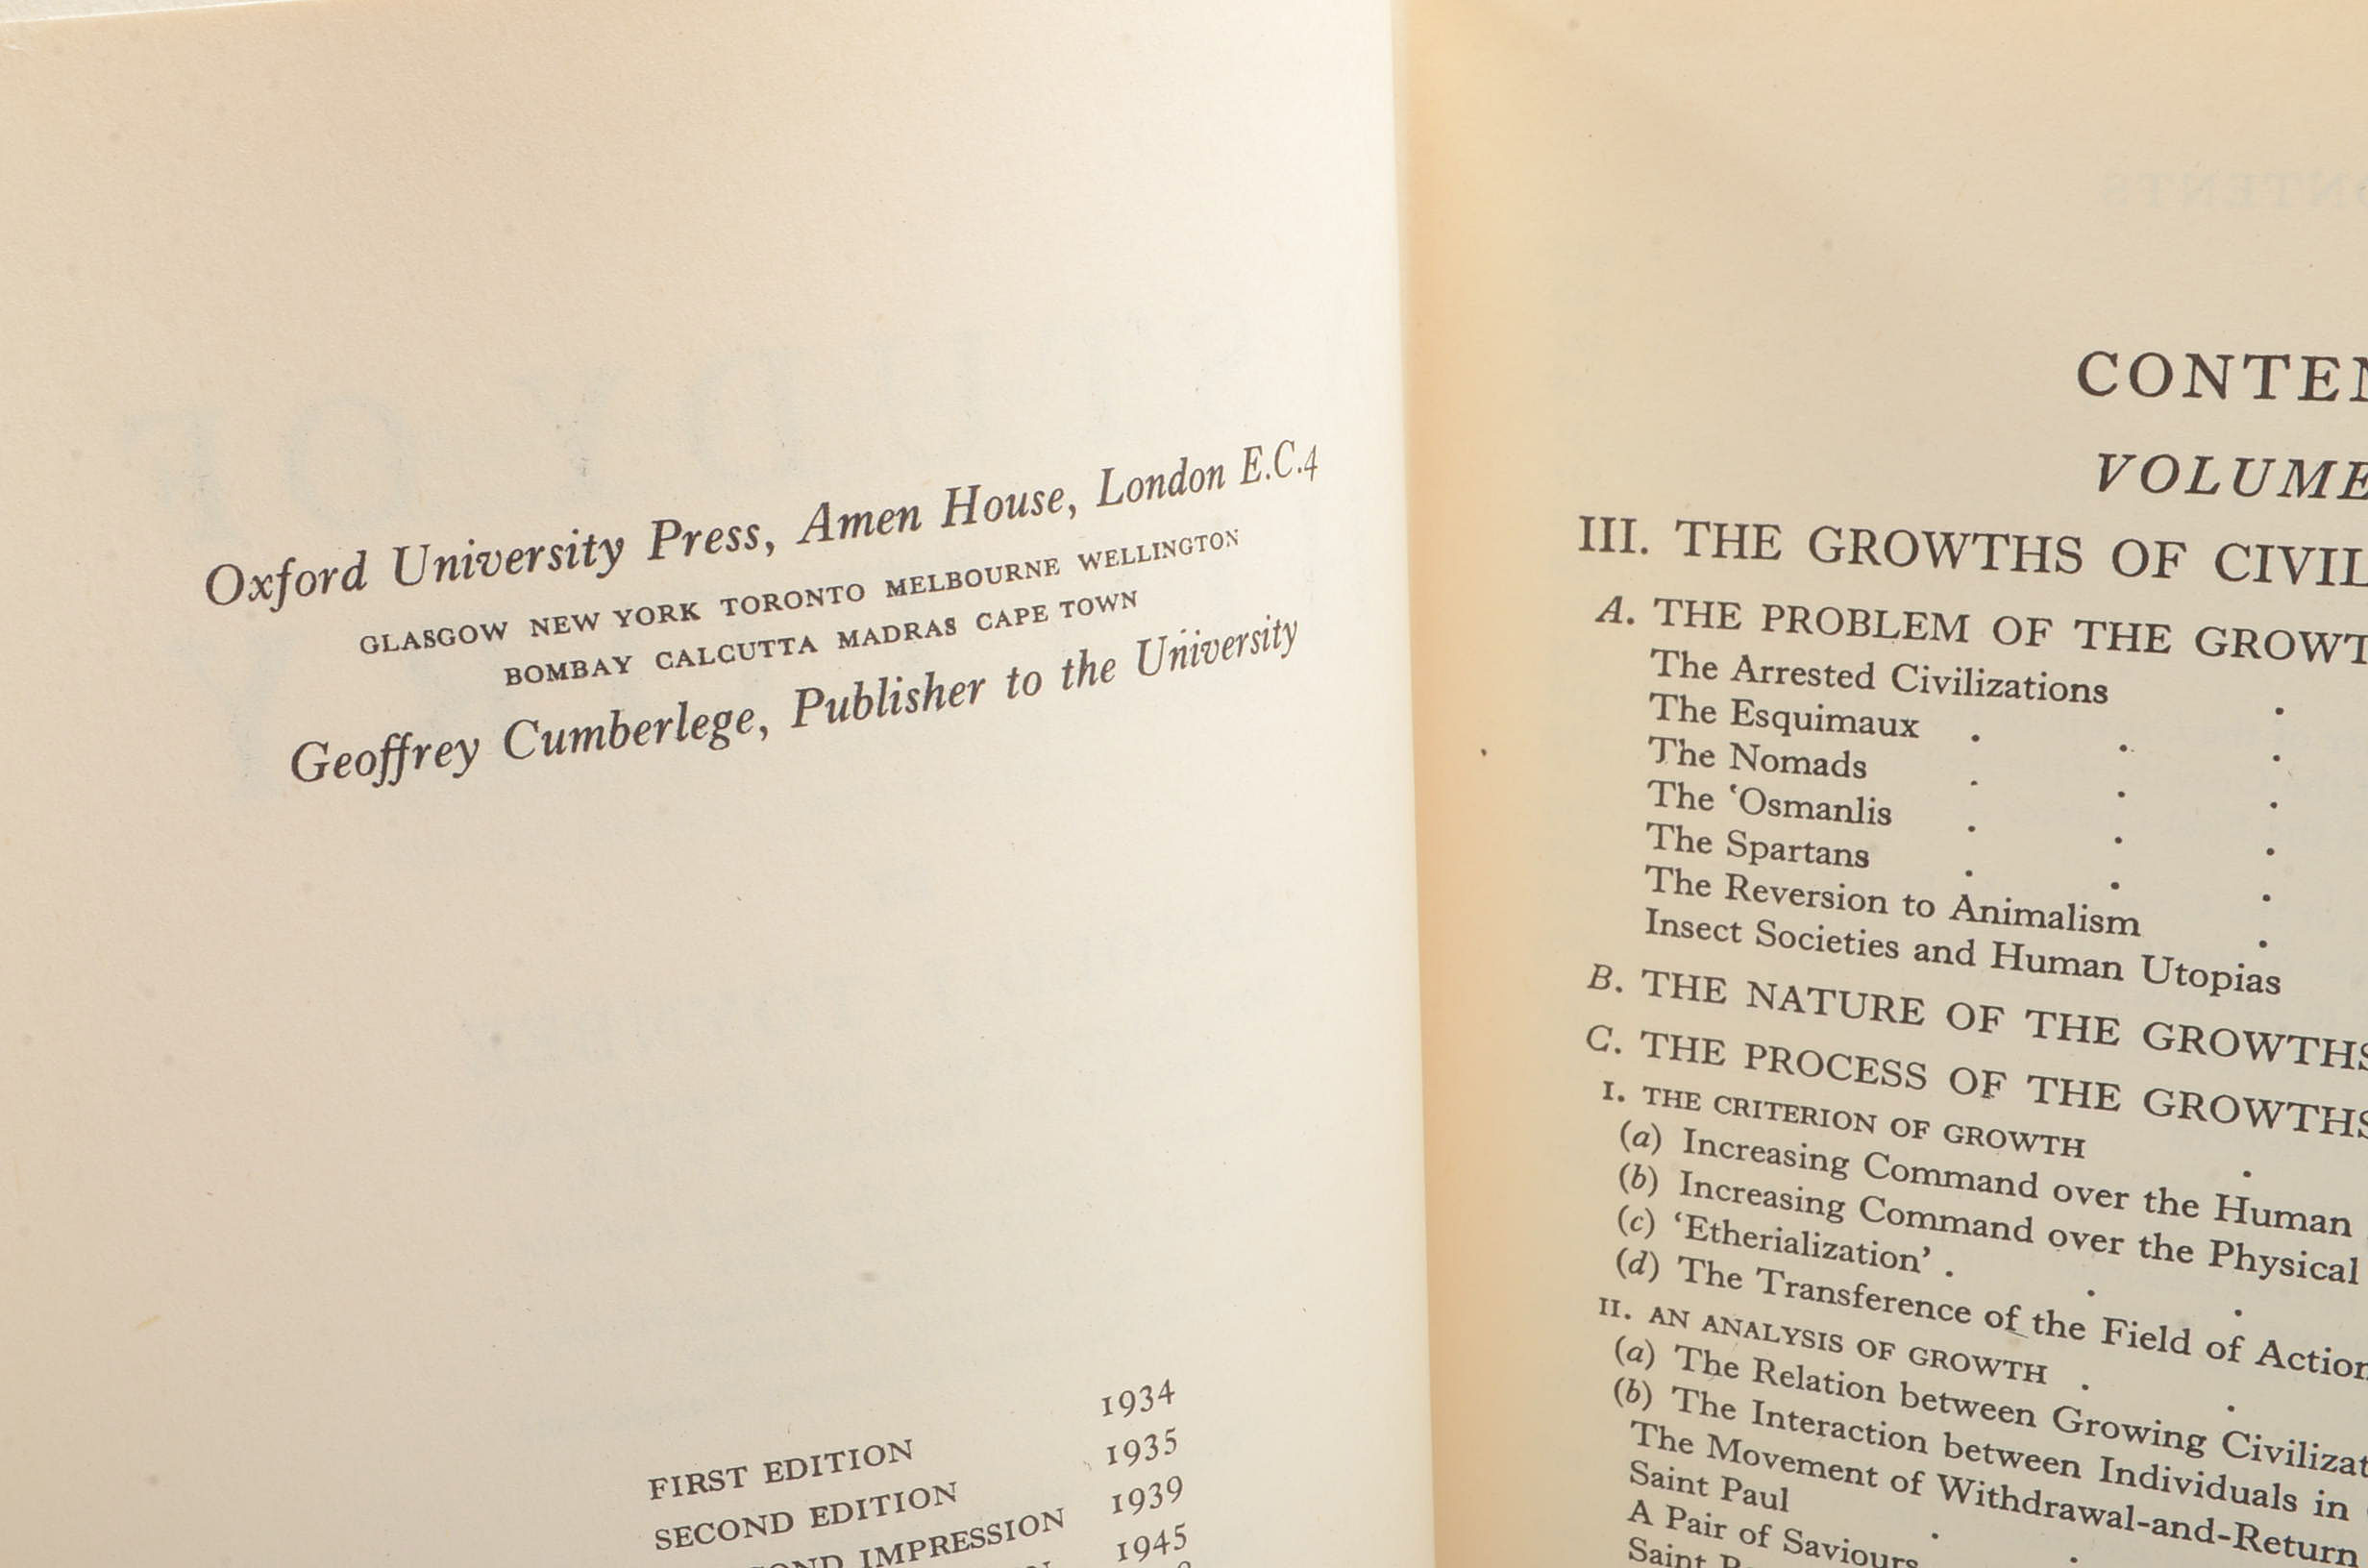 Oxford University Press, Amen House, London E.C.4
GLASGOW NEW YORK TORONTO MELBOURNE WELLINGTON
BOMBAY CALCUTTA MADRAS CAPE TOWN
Geoffrey Cumberlege, Publisher to the University
FIRST EDITION 1934
SECOND EDITION 1935
IMPRESSION 1939
1945
VOLUME
III. THE GROWTHS OF
A. THE PROBLEM OF THE
The Arrested Civilizations .
The Esquimaux . . .
The Nomads . . .
The ‘Osmanlis . . .
The Spartans . . .
The Reversion to Animalism .
Insect Societies and Human Utopias
B. THE NATURE OF THE GROWTHS
C. THE PROCESS OF THE GROWTHS
I. THE CRITERION OF GROWTH .
(a) Increasing Command over the Human
(b) Increasing Command over the Physical
(c) ‘Etherialization’ . . .
(d) The Transference of the Field of Action
II. AN ANALYSIS OF GROWTH . .
(a) The Relation between Growing
(b) The Interaction between Individuals in
The Movement of Withdrawal-and-Return
Saint Paul . .
A Pair of Saviours
Saint